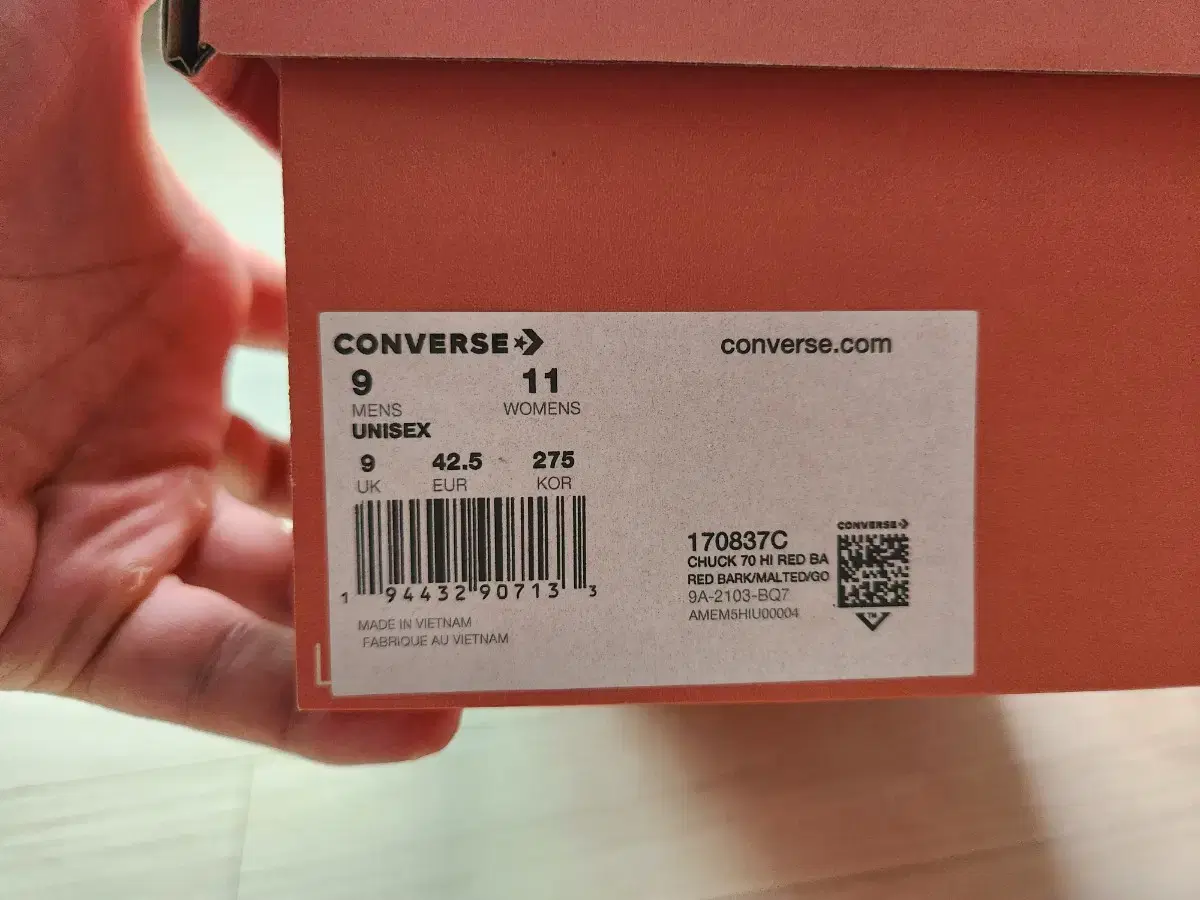 CONVERSE
converse.com
9 11
MENS WOMENS
UNISEX
9 42.5 275
UK EUR KOR
1 94432 90713 3
MADE IN VIETNAM
FABRIQUE AU VIETNAM
170837C
CHUCK 70 HI RED BA
RED BARK/MALTED/GO
9A-2103-BQ7
AMEM5HIU00004
CONVERSE
TM